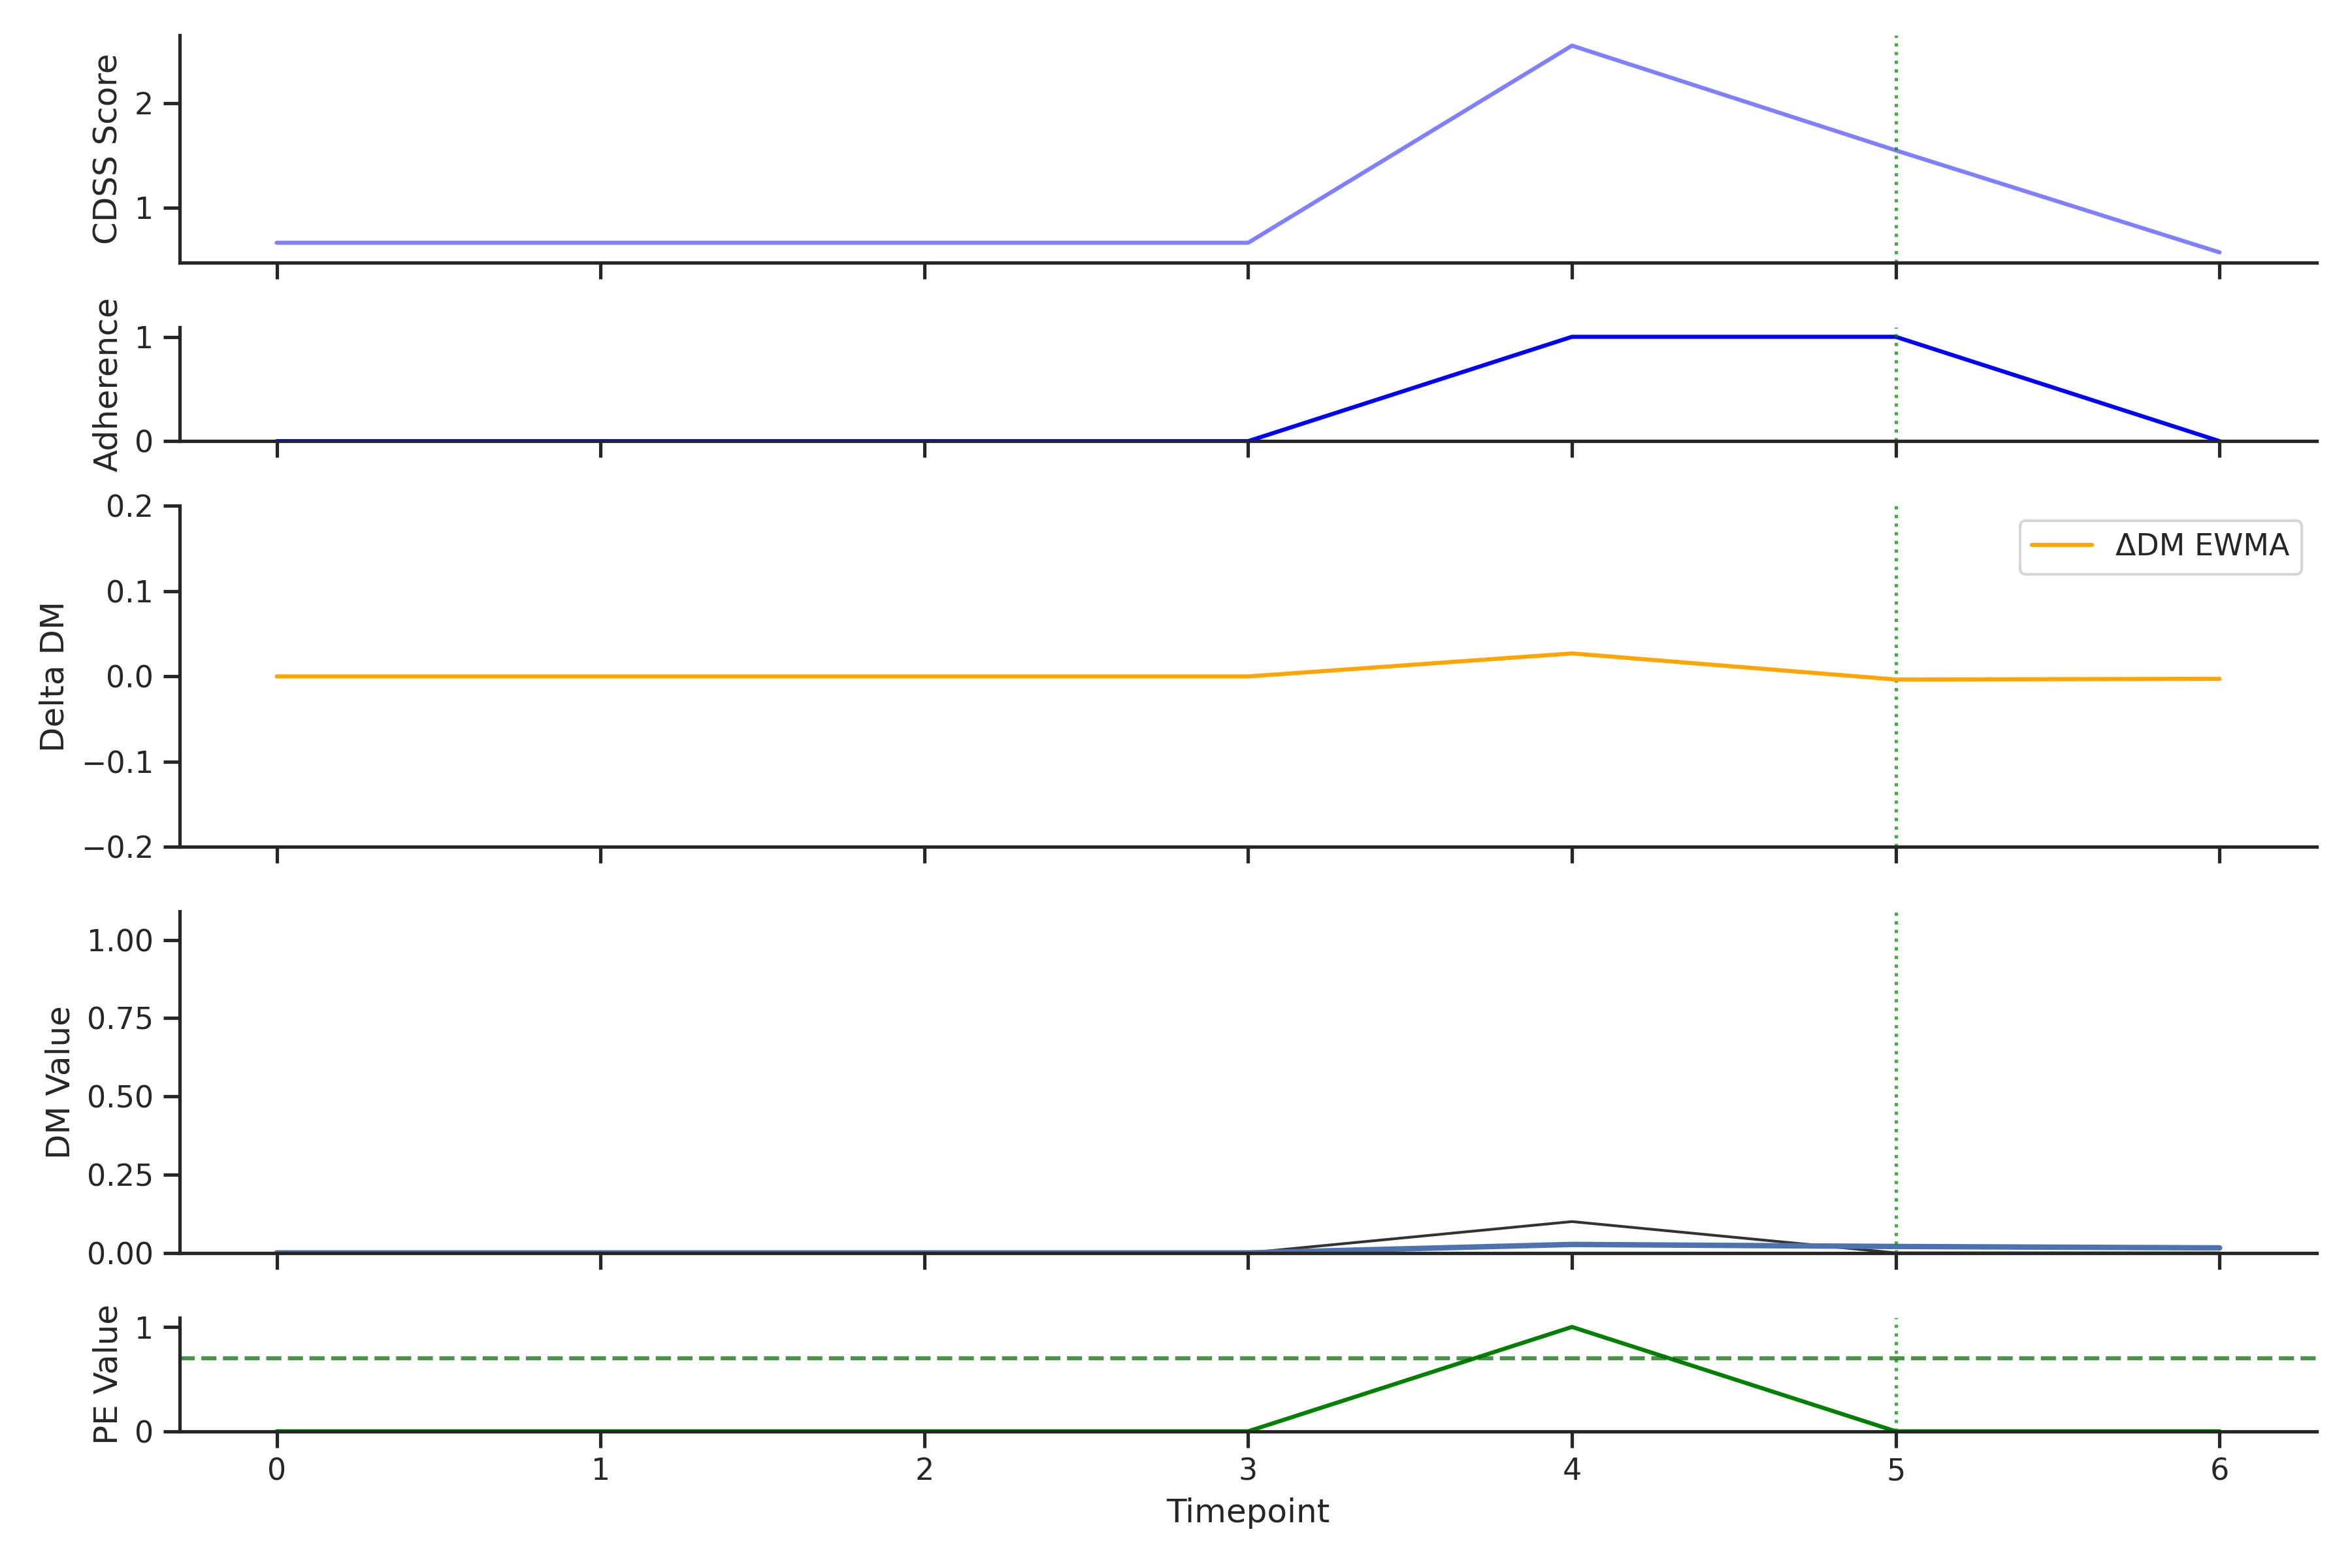 CDSS Score
2
1
Adherence
1
0
Delta DM
0.2
0.1
0.0
−0.1
−0.2
ΔDM EWMA
DM Value
1.00
0.75
0.50
0.25
0.00
PE Value
1
0
0 1 2 3 4 5 6
Timepoint